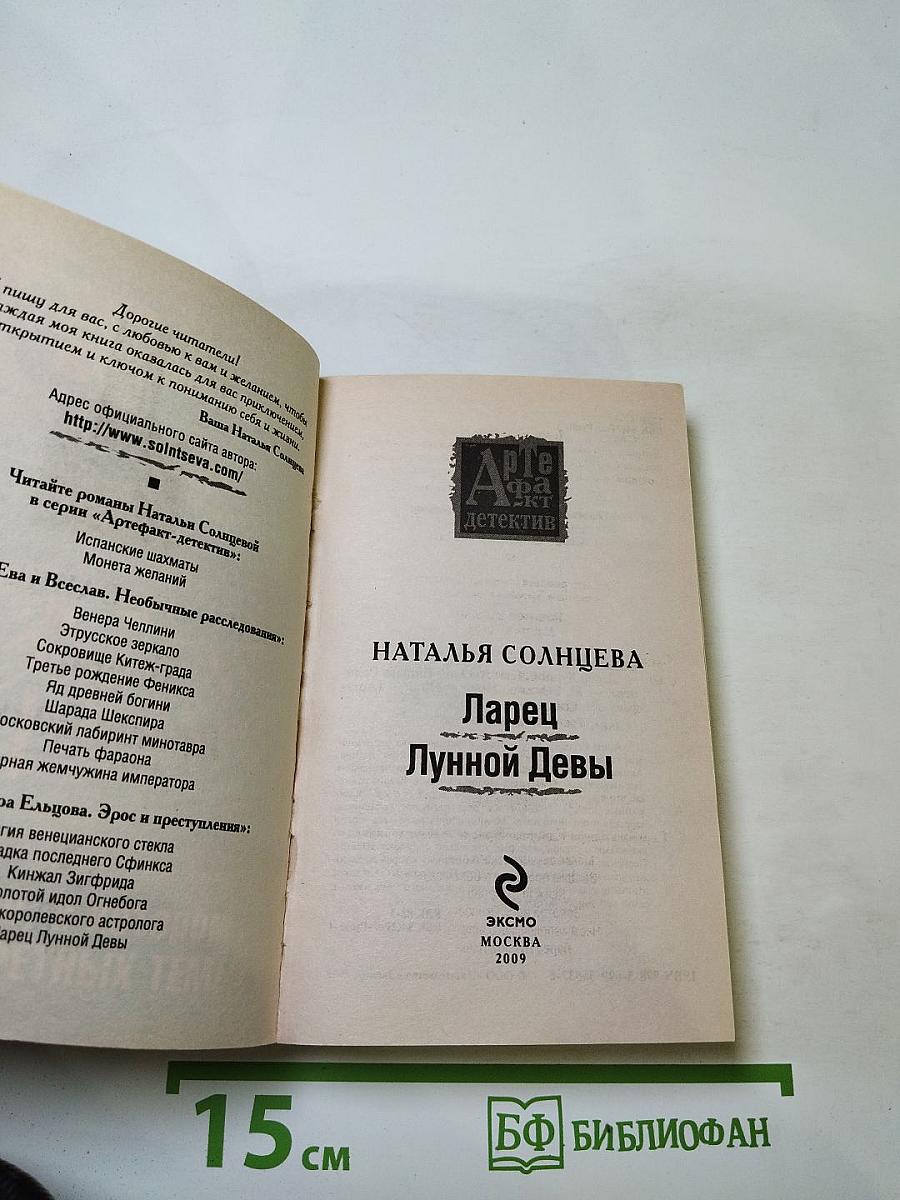 Дорогие читатели!
пишу для вас, с любовью к вам и желанием, чтобы
каждая моя книга оказалась для вас приключением,
открытием и ключом к пониманию себя и жизни.
Ваша Наталья Солнцева
Адрес официального сайта автора:
http://www.solntseva.com/
Читайте романы Натальи Солнцевой
в серии «Артефакт-детектив»:
Испанские шахматы
Монета желаний
Ева и Всеслав. Необычные расследования»:
Венера Челлини
Этрусское зеркало
Сокровище Китеж-града
Третье рождение Феникса
Яд древней богини
Шарада Шекспира
осковский лабиринт минотавра
Печать фараона
рная жемчужина императора
ра Ельцова. Эрос и преступления»:
гия венецианского стекла
адка последнего Сфинкса
Кинжал Зигфрида
олотой идол Огнебога
королевского астролога
Ларец Лунной Девы
Артефакт
детектив
НАТАЛЬЯ СОЛНЦЕВА
Ларец
Лунной Девы
ЭКСМО
МОСКВА
2009
15 см
БФ БИБЛИОФАН